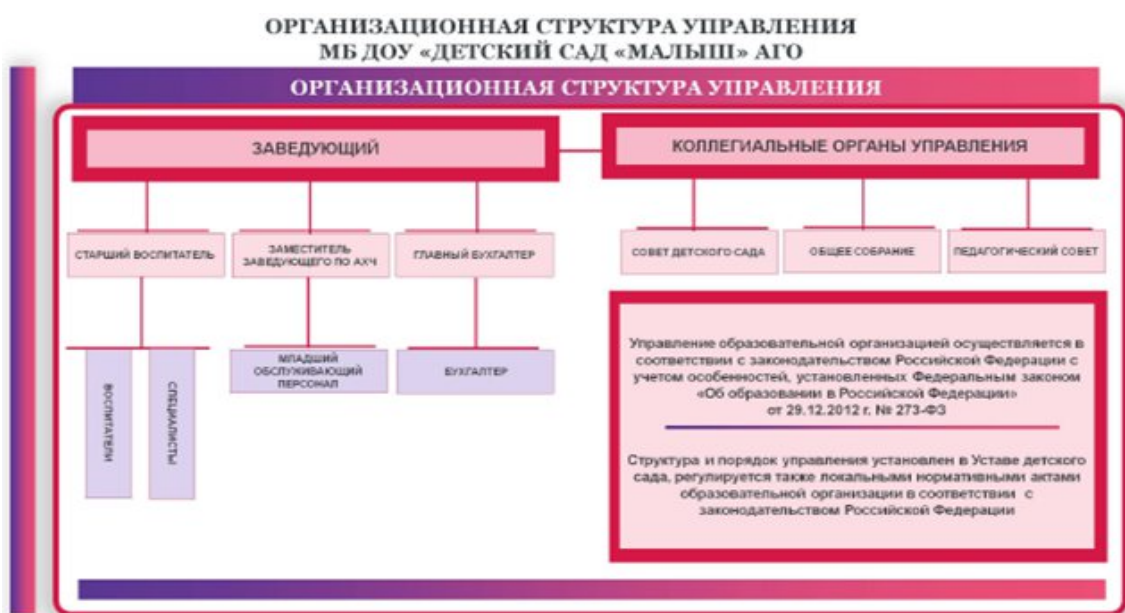 ОРГАНИЗАЦИОННАЯ СТРУКТУРА УПРАВЛЕНИЯ
МБ ДОУ «ДЕТСКИЙ САД «МАЛЫШ» АГО
ОРГАНИЗАЦИОННАЯ СТРУКТУРА УПРАВЛЕНИЯ
ЗАВЕДУЮЩИЙ
КОЛЛЕГИАЛЬНЫЕ ОРГАНЫ УПРАВЛЕНИЯ
СТАРШИЙ ВОСПИТАТЕЛЬ
ЗАМЕСТИТЕЛЬ
ЗАВЕДУЮЩЕГО ПО АХЧ
ГЛАВНЫЙ БУХГАЛТЕР
СОВЕТ ДЕТСКОГО САДА
ОБЩЕЕ СОБРАНИЕ
ПЕДАГОГИЧЕСКИЙ СОВЕТ
ВОСПИТАТЕЛИ
СПЕЦИАЛИСТЫ
МЛАДШИЙ
ОБСЛУЖИВАЮЩИЙ
ПЕРСОНАЛ
БУХГАЛТЕР
Управление образовательной организацией осуществляется в
соответствии с законодательством Российской Федерации с
учетом особенностей, установленных Федеральным законом
«Об образовании в Российской Федерации»
от 29.12.2012 г. № 273-ФЗ
Структура и порядок управления установлен в Уставе детского
сада, регулируется также локальными нормативными актами
образовательной организации в соответствии с
законодательством Российской Федерации